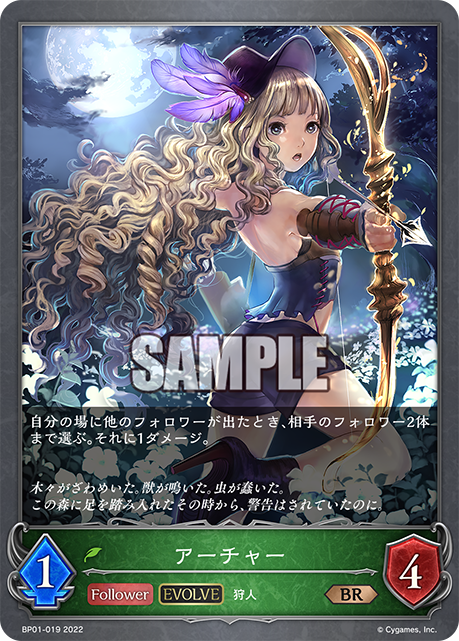 SAMPLE
自分の場に他のフォロワーが出たとき、相手のフォロワー2体
まで選ぶ。それに1ダメージ。
木々がざわめいた。獣が鳴いた。虫が蠢いた。
この森に足を踏み入れたその時から、警告はされていたのに。
アーチャー
1
Follower EVOLVE 狩人 BR
4
BP01-019 2022 © Cygames, Inc.